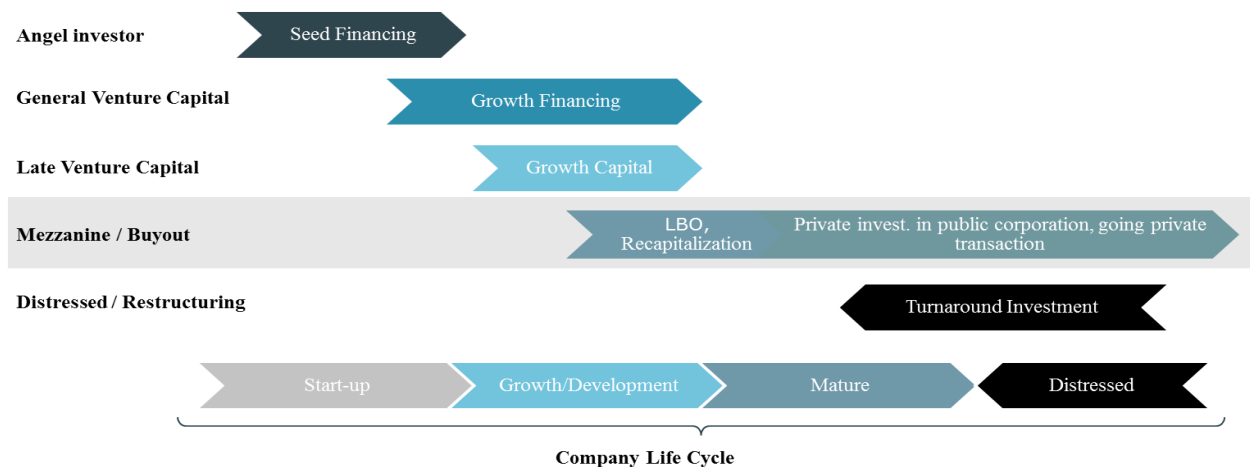 Angel investor
Seed Financing
General Venture Capital
Growth Financing
Late Venture Capital
Growth Capital
Mezzanine / Buyout
LBO,
Recapitalization
Private invest. in public corporation, going private
transaction
Distressed / Restructuring
Turnaround Investment
Start-up
Growth/Development
Mature
Distressed
Company Life Cycle